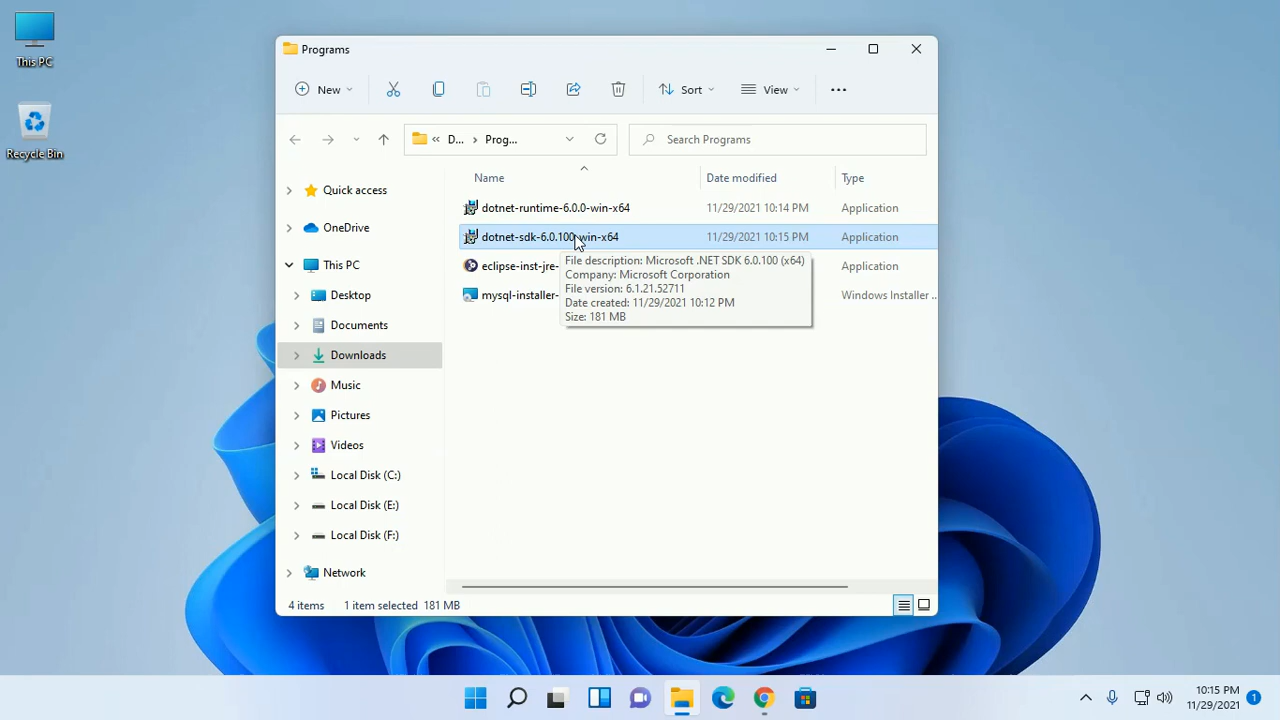 This PC
Recycle Bin
Programs
New
Sort
View
«
D...
Prog...
Search Programs
Name
Date modified
Type
dotnet-runtime-6.0.0-win-x64
11/29/2021 10:14 PM
Application
dotnet-sdk-6.0.100-win-x64
11/29/2021 10:15 PM
Application
eclipse-inst-jre-
Application
mysql-installer-
Windows Installer ..
File description: Microsoft .NET SDK 6.0.100 (x64)
Company: Microsoft Corporation
File version: 6.1.21.52711
Date created: 11/29/2021 10:12 PM
Size: 181 MB
Quick access
OneDrive
This PC
Desktop
Documents
Downloads
Music
Pictures
Videos
Local Disk (C:)
Local Disk (E:)
Local Disk (F:)
Network
4 items
1 item selected
181 MB
10:15 PM
11/29/2021
1